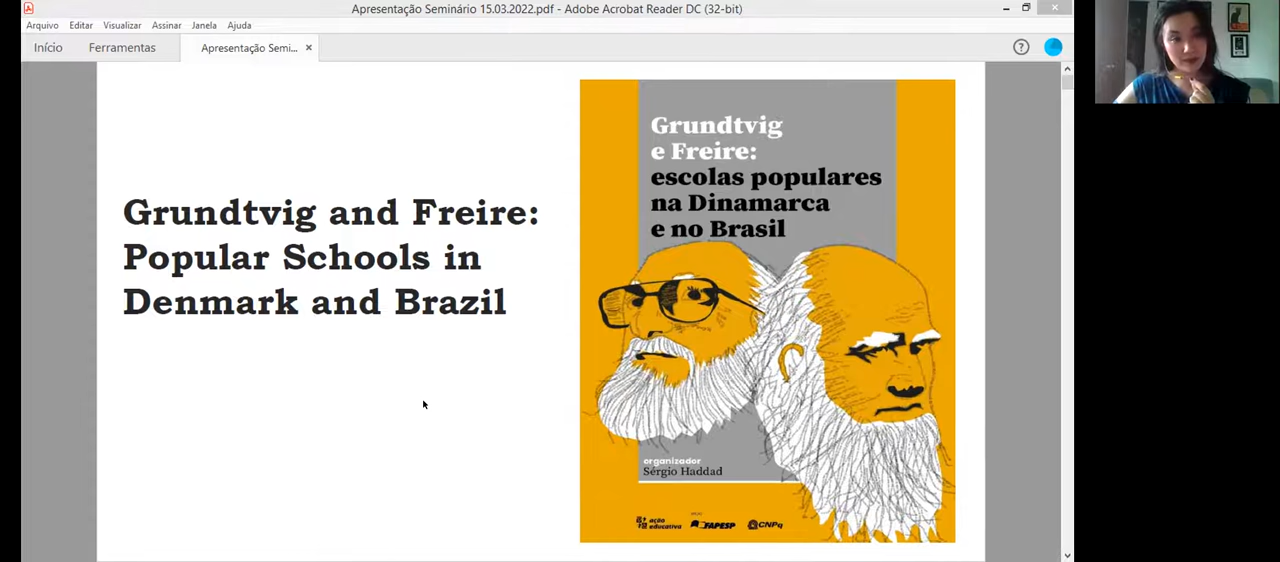 Apresentação Seminário 15.03.2022.pdf - Adobe Acrobat Reader DC (32-bit)
Arquivo Editar Visualizar Assinar Janela Ajuda
Início Ferramentas Apresentação Semi...
Grundtvig and Freire:
Popular Schools in
Denmark and Brazil
Grundtvig
e Freire:
escolas populares
na Dinamarca
e no Brasil
organizador
Sérgio Haddad
ação
educativa
FAPESP
CNPq